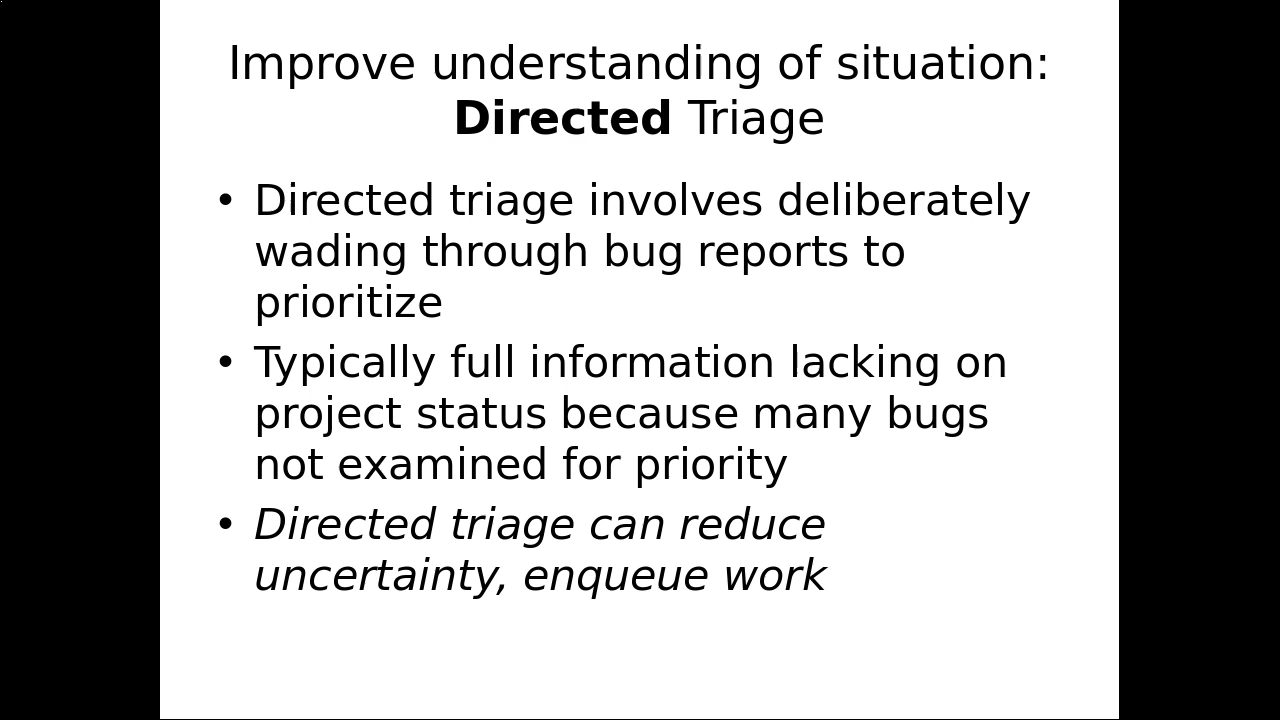 Improve understanding of situation:
Directed Triage
• Directed triage involves deliberately
wading through bug reports to
prioritize
• Typically full information lacking on
project status because many bugs
not examined for priority
• Directed triage can reduce
uncertainty, enqueue work